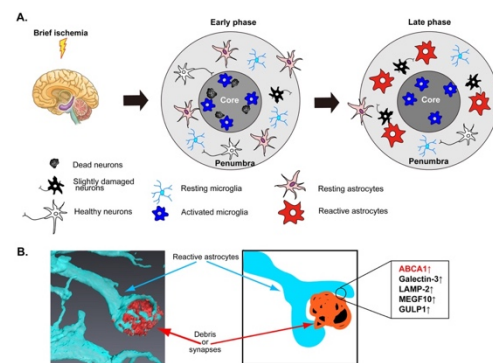 A.
Brief ischemia
Early phase
Core
Penumbra
Late phase
Core
Penumbra
Dead neurons
Slightly damaged
neurons
Healthy neurons
Resting microglia
Activated microglia
Resting astrocytes
Reactive astrocytes
B.
Reactive astrocytes
Debris
or
synapses
ABCA1↑
Galectin-3↑
LAMP-2↑
MEGF10↑
GULP1↑